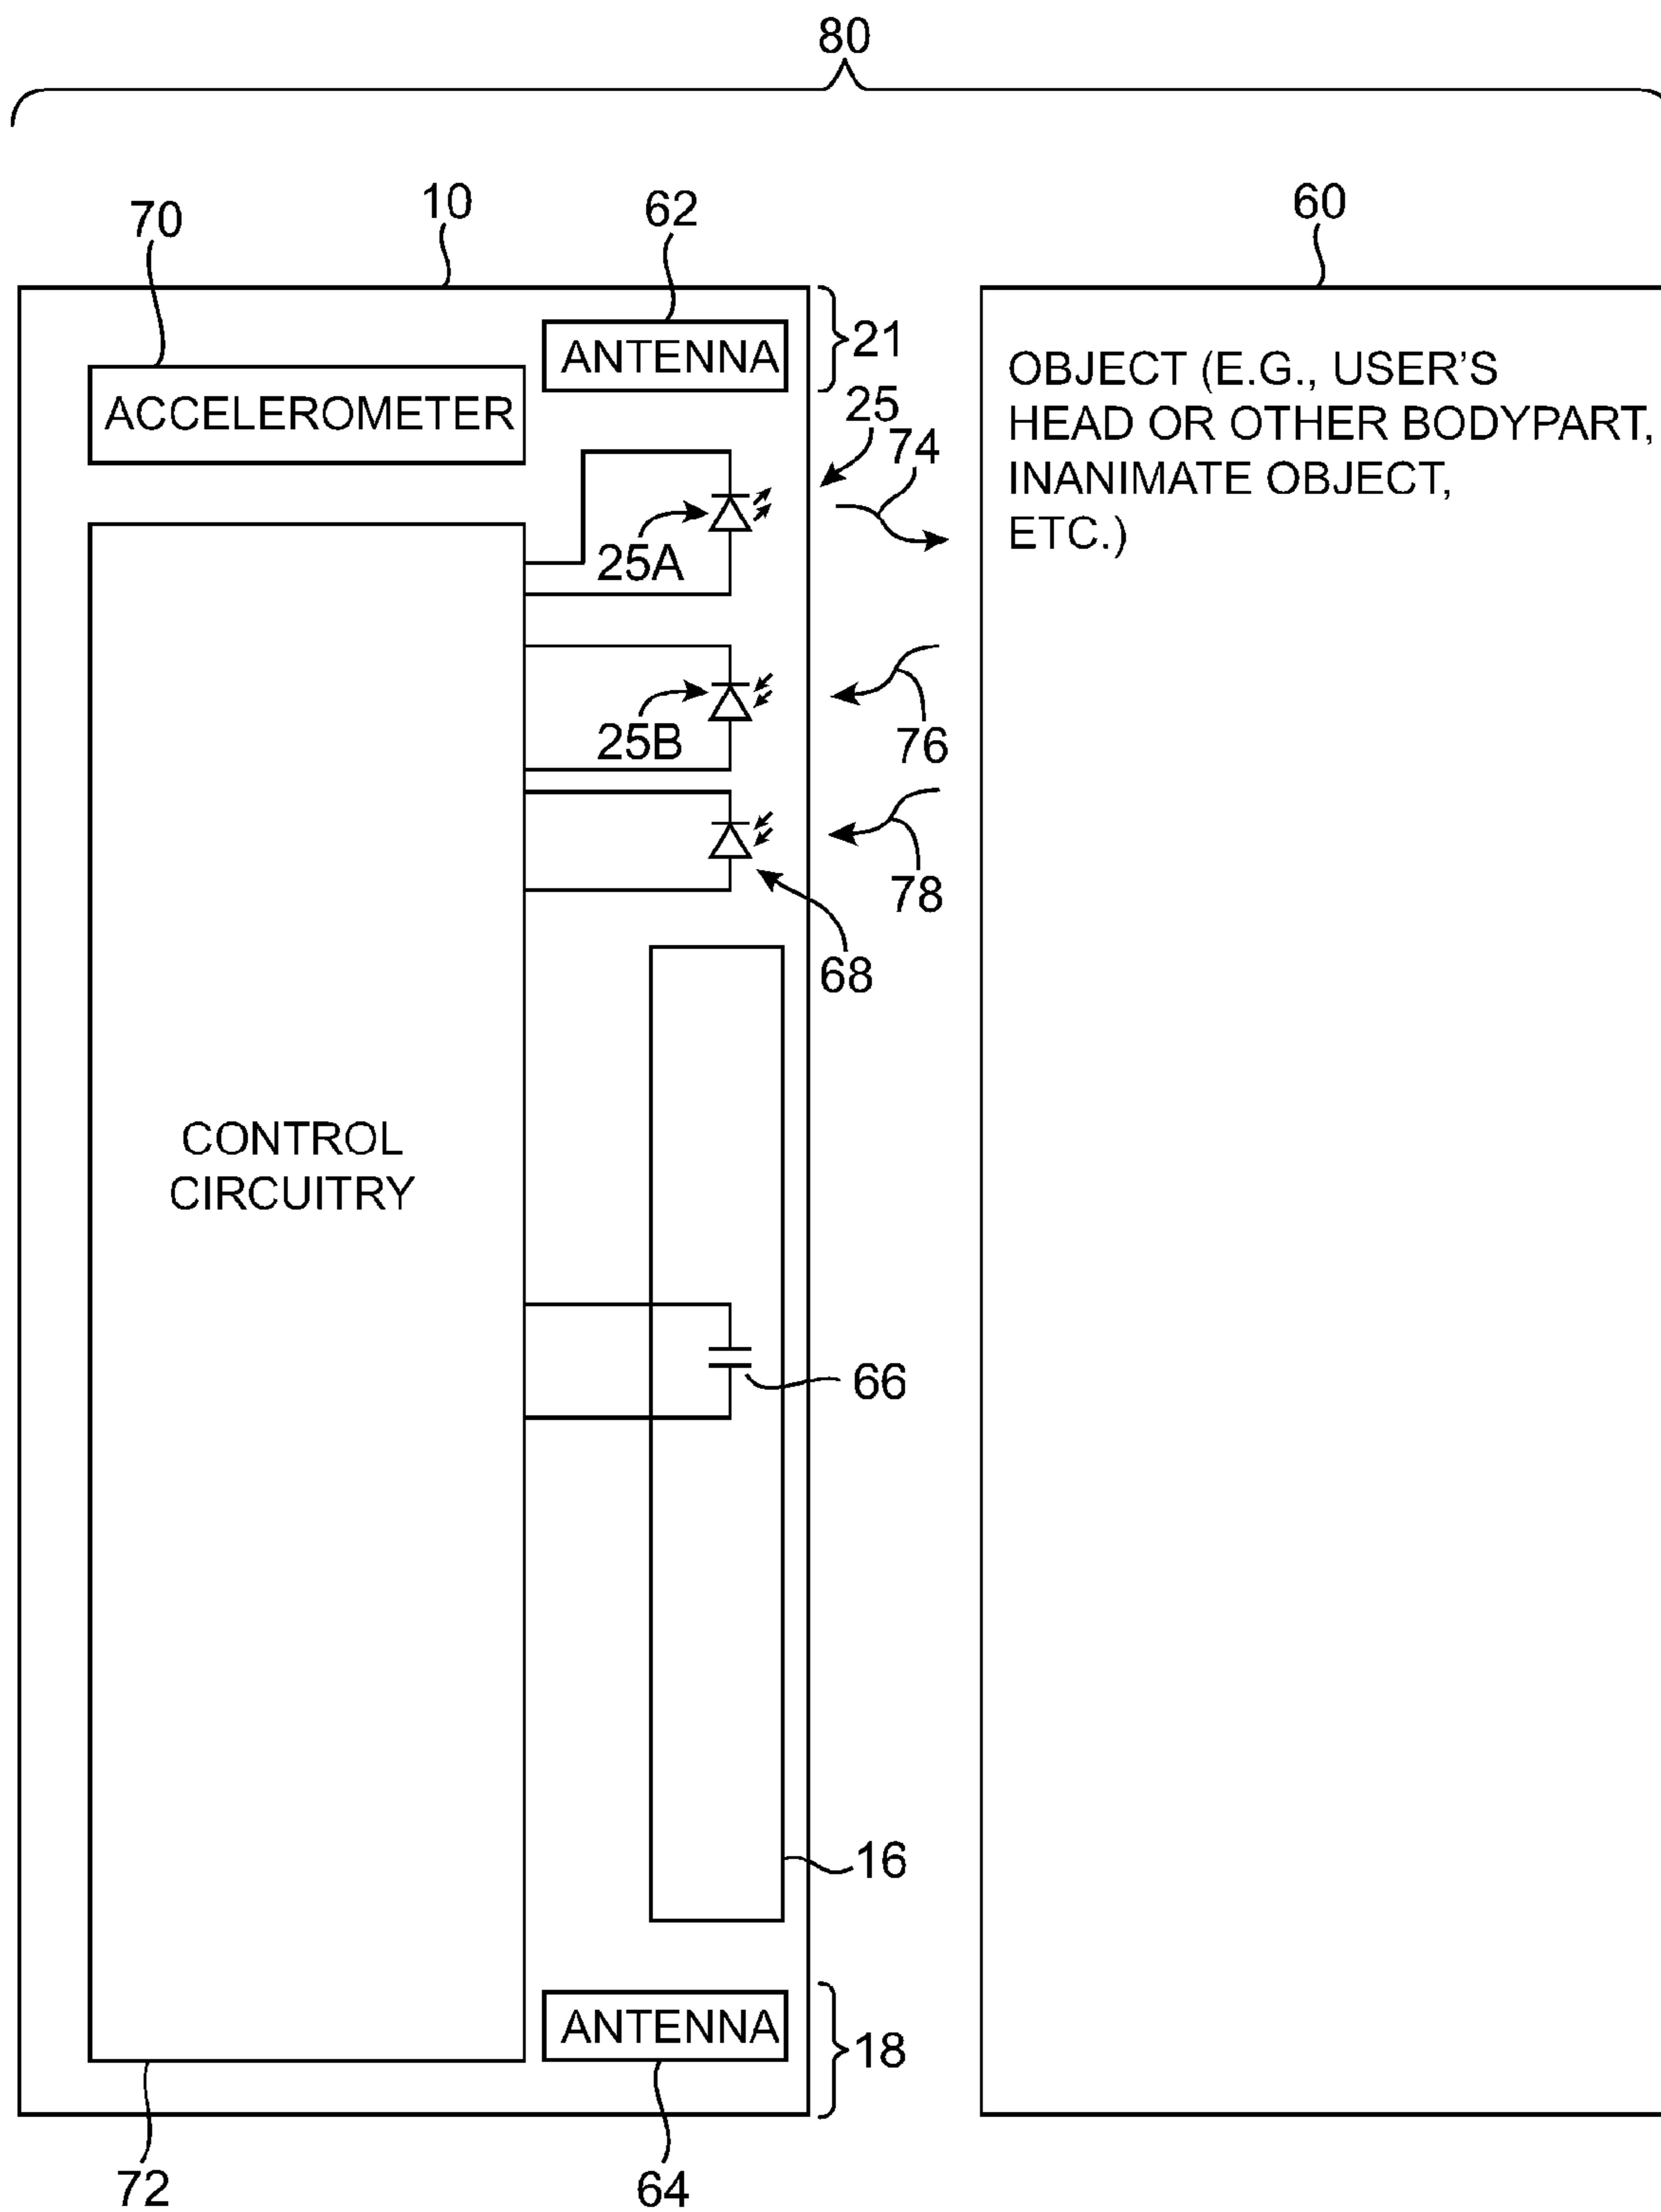 80
70
10
62
60
ANTENNA
21
ACCELEROMETER
25
74
OBJECT (E.G., USER'S
HEAD OR OTHER BODYPART,
INANIMATE OBJECT,
ETC.)
25A
25B
76
78
68
CONTROL
CIRCUITRY
66
16
ANTENNA
18
72
64